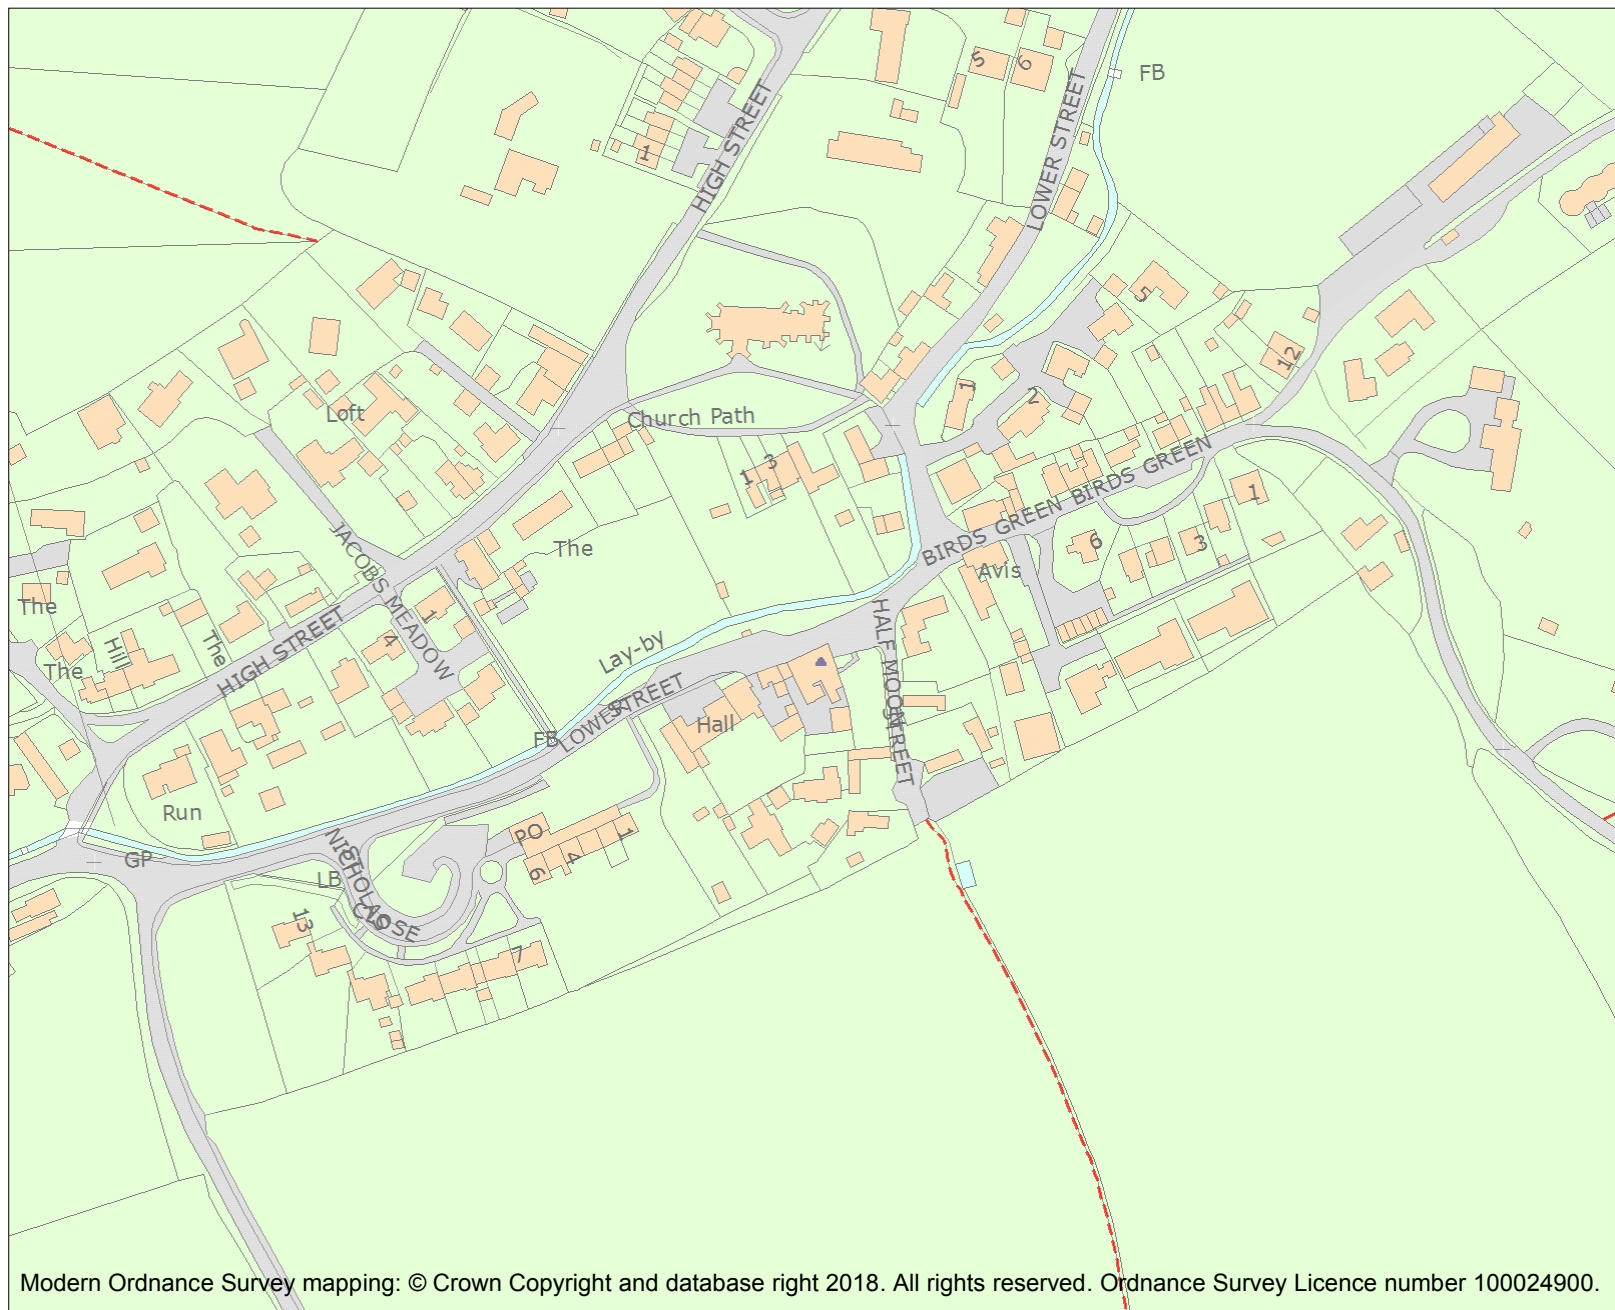 5
6
FB
LOWER STREET
HIGH STREET
1
5
12
Loft
1
2
Church Path
3
1
BIRDS GREEN
BIRDS GREEN
1
JACOBS MEADOW
The
6
3
Avis
The
1
4
HALF MOON STREET
Hill
The
HIGH STREET
Lay-by
The
LOWER STREET
Hall
FB
Run
PO
1
4
6
GP
NICHOLAS CLOSE
LB
13
7
Modern Ordnance Survey mapping: © Crown Copyright and database right 2018. All rights reserved. Ordnance Survey Licence number 100024900.